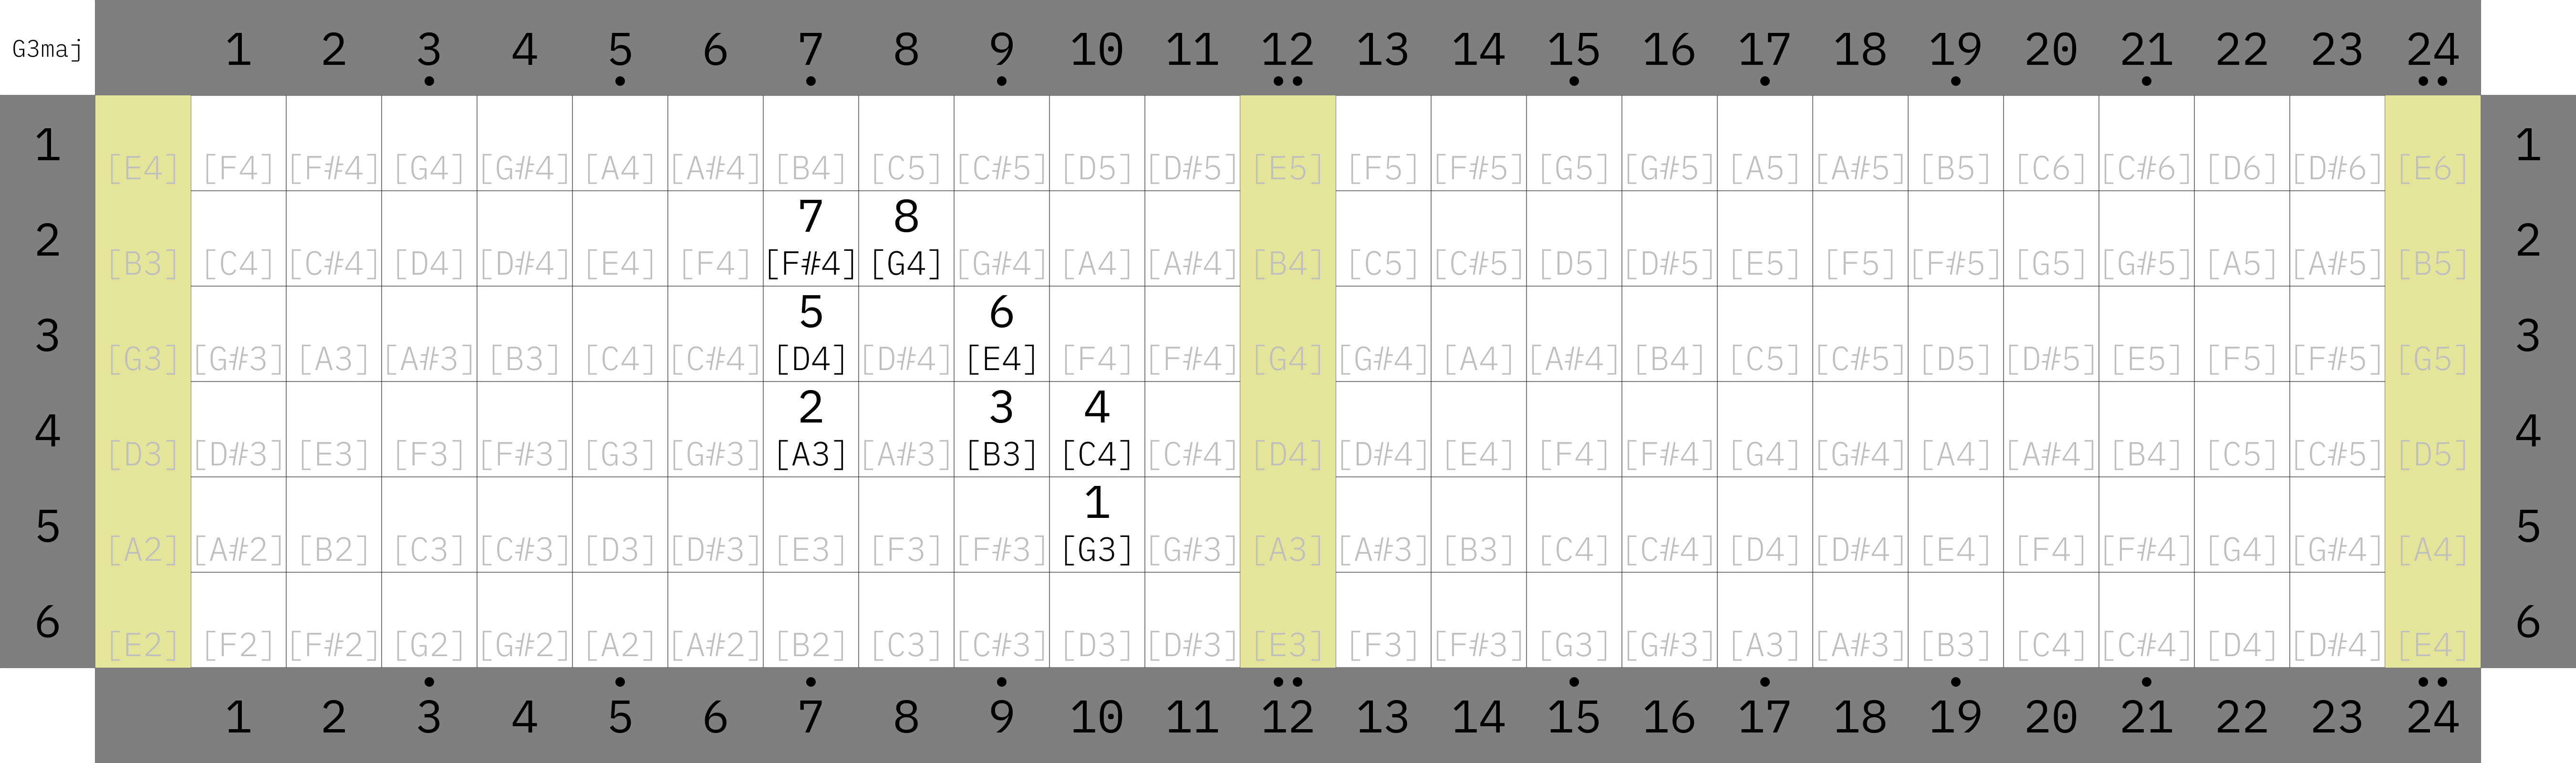 G3maj 1 2 3 4 5 6 7 8 9 10 11 12 13 14 15 16 17 18 19 20 21 22 23 24
1 [E4] [F4] [F#4] [G4] [G#4] [A4] [A#4] [B4] [C5] [C#5] [D5] [D#5] [E5] [F5] [F#5] [G5] [G#5] [A5] [A#5] [B5] [C6] [C#6] [D6] [D#6] [E6] 1
7 8
2 [B3] [C4] [C#4] [D4] [D#4] [E4] [F4] [F#4] [G4] [G#4] [A4] [A#4] [B4] [C5] [C#5] [D5] [D#5] [E5] [F5] [F#5] [G5] [G#5] [A5] [A#5] [B5] 2
5 6
3 [G3] [G#3] [A3] [A#3] [B3] [C4] [C#4] [D4] [D#4] [E4] [F4] [F#4] [G4] [G#4] [A4] [A#4] [B4] [C5] [C#5] [D5] [D#5] [E5] [F5] [F#5] [G5] 3
2 3 4
4 [D3] [D#3] [E3] [F3] [F#3] [G3] [G#3] [A3] [A#3] [B3] [C4] [C#4] [D4] [D#4] [E4] [F4] [F#4] [G4] [G#4] [A4] [A#4] [B4] [C5] [C#5] [D5] 4
1
5 [A2] [A#2] [B2] [C3] [C#3] [D3] [D#3] [E3] [F3] [F#3] [G3] [G#3] [A3] [A#3] [B3] [C4] [C#4] [D4] [D#4] [E4] [F4] [F#4] [G4] [G#4] [A4] 5
6 [E2] [F2] [F#2] [G2] [G#2] [A2] [A#2] [B2] [C3] [C#3] [D3] [D#3] [E3] [F3] [F#3] [G3] [G#3] [A3] [A#3] [B3] [C4] [C#4] [D4] [D#4] [E4] 6
1 2 3 4 5 6 7 8 9 10 11 12 13 14 15 16 17 18 19 20 21 22 23 24